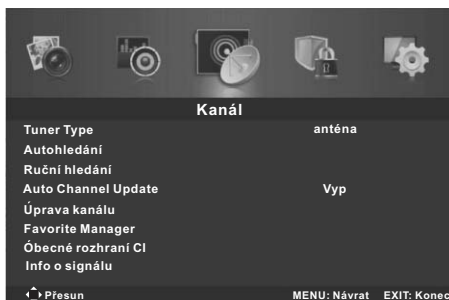 Kanál
Tuner Type anténa
Autohledání
Ruční hledání
Auto Channel Update Vyp
Úprava kanálu
Favorite Manager
Óbecné rozhraní CI
Info o signálu
Přesun MENU: Návrat EXIT: Konec